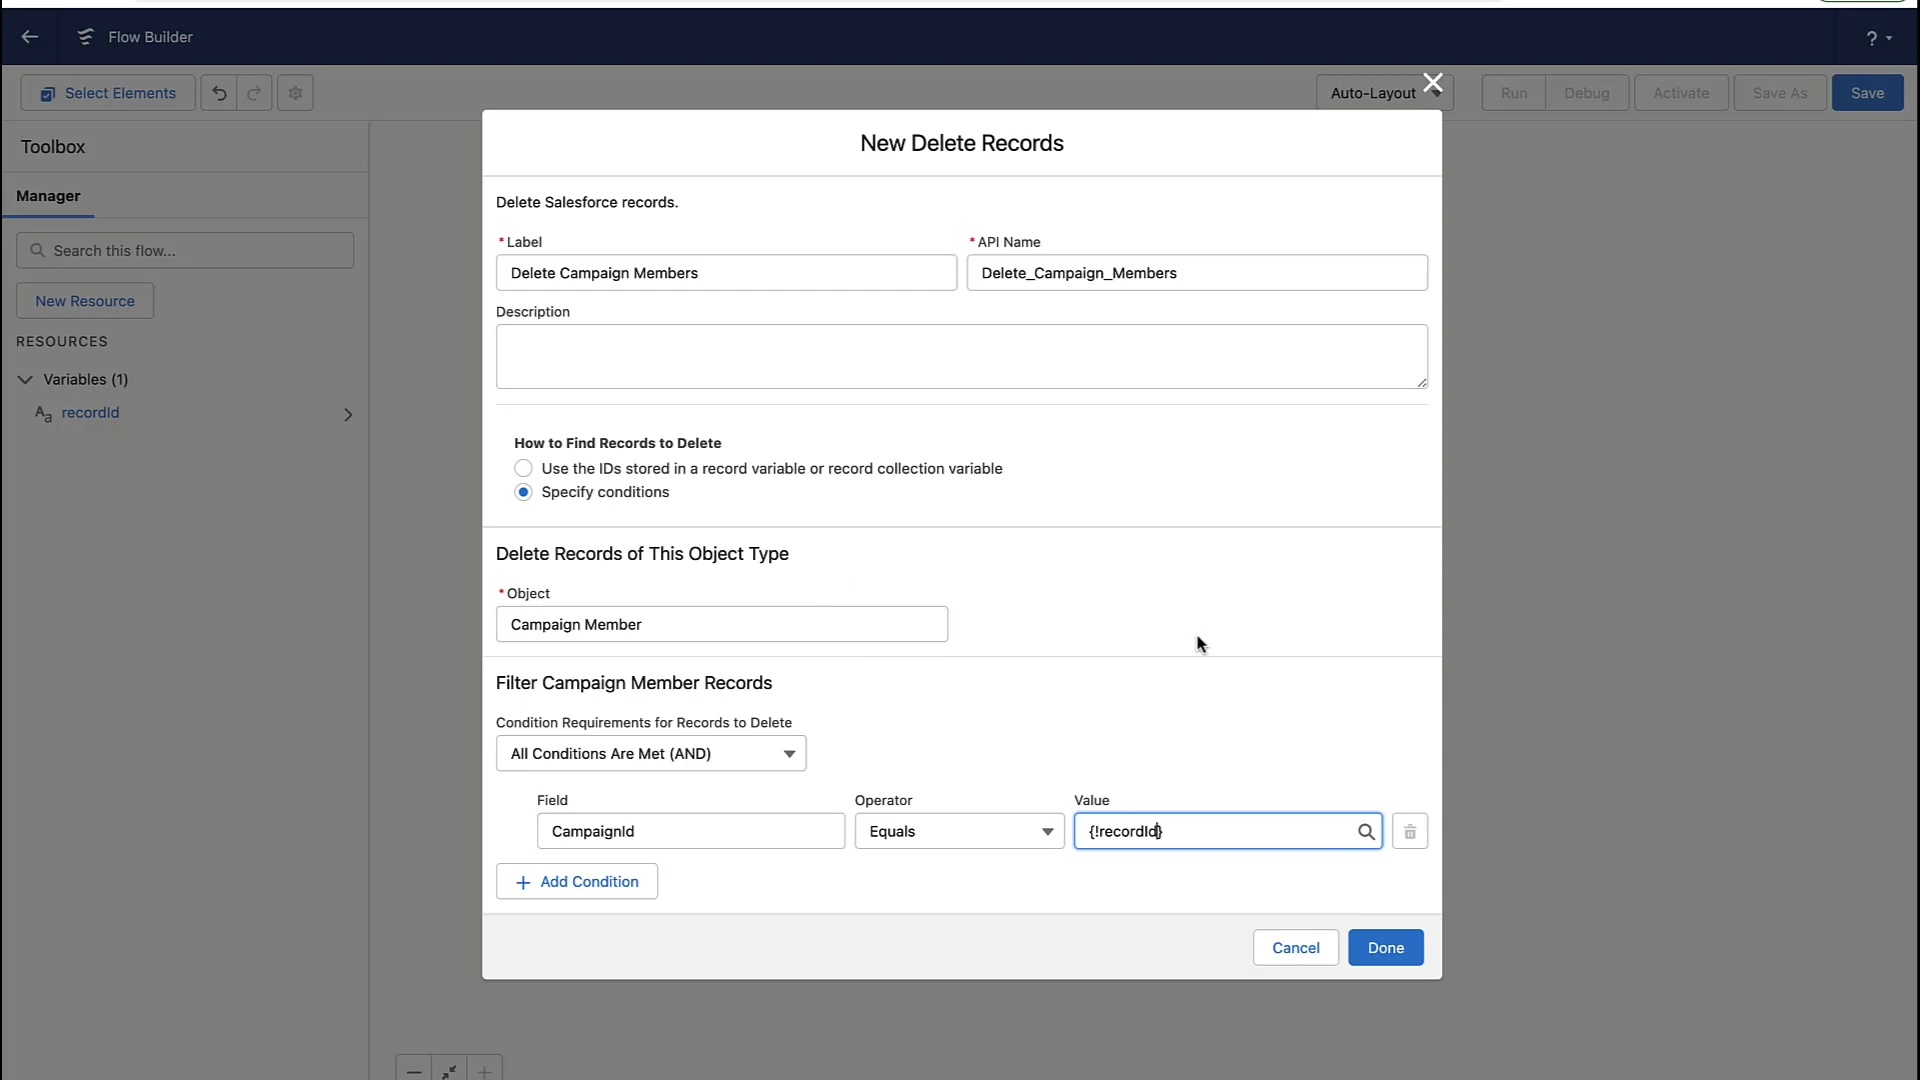 Flow Builder
?
Select Elements
Auto-Layout
Run
Debug
Activate
Save As
Save
Toolbox
Manager
Search this flow...
New Resource
RESOURCES
Variables (1)
Aa recordId
New Delete Records
Delete Salesforce records.
* Label
* API Name
Delete Campaign Members
Delete_Campaign_Members
Description
How to Find Records to Delete
Use the IDs stored in a record variable or record collection variable
Specify conditions
Delete Records of This Object Type
* Object
Campaign Member
Filter Campaign Member Records
Condition Requirements for Records to Delete
All Conditions Are Met (AND)
Field
Operator
Value
CampaignId
Equals
{!recordId}
+ Add Condition
Cancel
Done